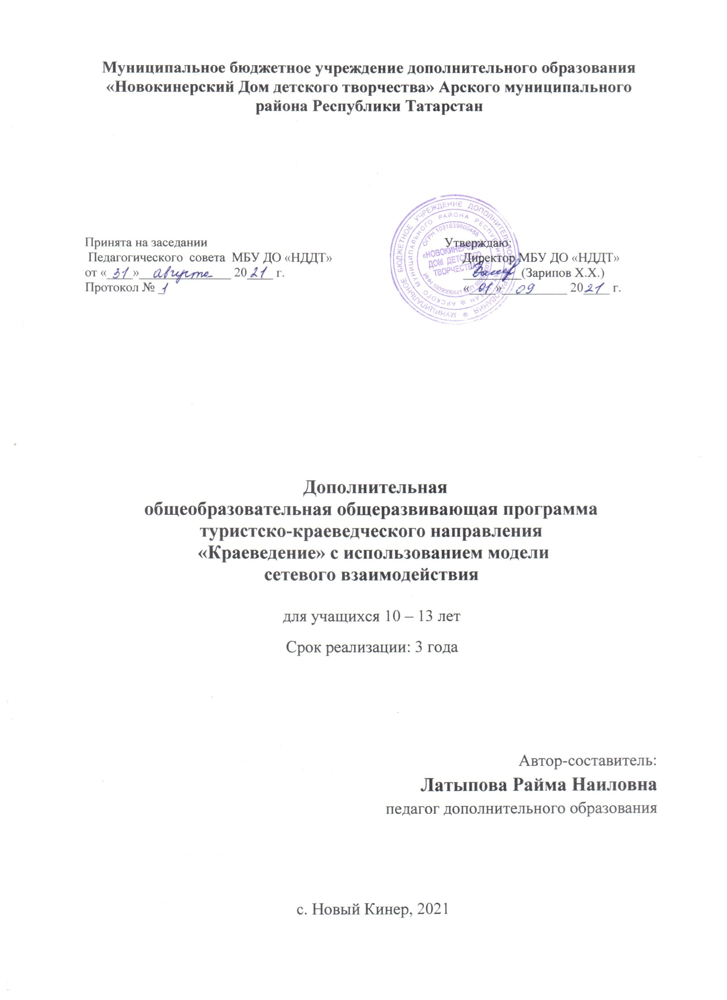 Муниципальное бюджетное учреждение дополнительного образования
«Новокинерский Дом детского творчества» Арского муниципального
района Республики Татарстан
Принята на заседании
Педагогического совета МБУ ДО «НДДТ»
от «31» августа 2021 г.
Протокол № 1
Утверждаю:
Директор МБУ ДО «НДДТ»
(Зарипов Х.Х.)
«01» 09 2021 г.
МУНИЦИПАЛЬНОЕ БЮДЖЕТНОЕ УЧРЕЖДЕНИЕ ДОПОЛНИТЕЛЬНОГО ОБРАЗОВАНИЯ
АРСКОГО МУНИЦИПАЛЬНОГО РАЙОНА РЕСПУБЛИКИ ТАТАРСТАН
ОГРН 1031639800488
ИНН 1609006441 КПП
«НОВОКИНЕРСКИЙ
ДОМ ДЕТСКОГО
ТВОРЧЕСТВА»
Дополнительная
общеобразовательная общеразвивающая программа
туристско-краеведческого направления
«Краеведение» с использованием модели
сетевого взаимодействия
для учащихся 10 – 13 лет
Срок реализации: 3 года
Автор-составитель:
Латыпова Райма Наиловна
педагог дополнительного образования
с. Новый Кинер, 2021